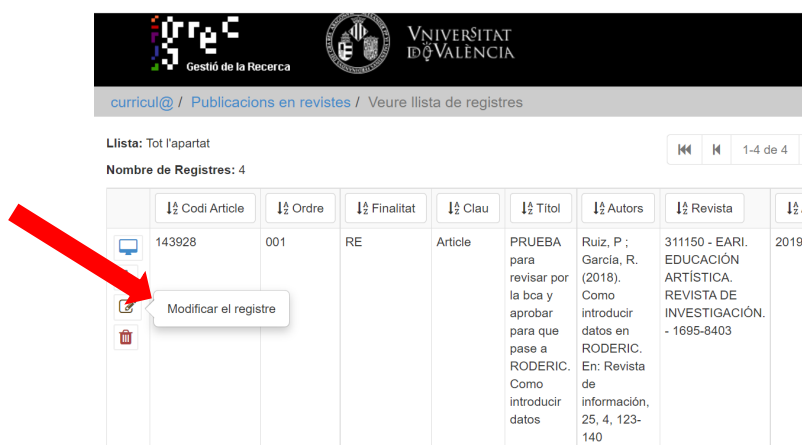 grec
Gestió de la Recerca
VNIVERSITAT
DÖVALÈNCIA
curricul@ / Publicacions en revistes / Veure llista de registres
Llista: Tot l'apartat
1-4 de 4
Nombre de Registres: 4
Codi Article Ordre Finalitat Clau Títol Autors Revista
143928 001 RE Article PRUEBA Ruiz, P ; 311150 - EARI. 2019
para García, R. EDUCACIÓN
revisar por (2018). ARTÍSTICA.
la bca y Como REVISTA DE
Modificar el registre aprobar introducir INVESTIGACIÓN.
para que datos en - 1695-8403
pase a RODERIC.
RODERIC. En: Revista
Como de
introducir información,
datos 25, 4, 123-
140